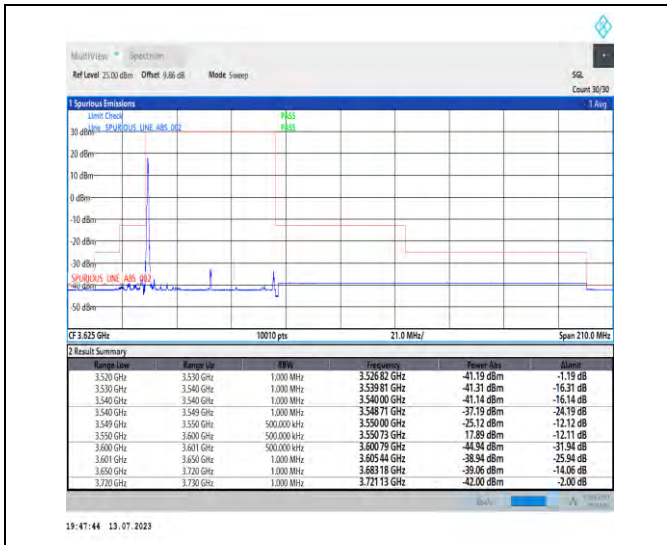 MultiView Spectrum
Ref Level 25.00 dBm Offset 9.86 dB Mode Sweep SGL
Count 30/30
1 Spurious Emissions 1 Avg
Limit Check PASS
Line SPURIOUS LINE ABS 002 PASS
30 dBm
20 dBm
10 dBm
0 dBm
-10 dBm
-20 dBm
-30 dBm
SPURIOUS LINE ABS 002
-40 dBm
-50 dBm
CF 3.625 GHz 10010 pts 21.0 MHz/ Span 210.0 MHz
2 Result Summary
Range Low Range Up RBW Frequency Power Abs ΔLimit
3.520 GHz 3.530 GHz 1.000 MHz 3.526 82 GHz -41.19 dBm -1.19 dB
3.530 GHz 3.540 GHz 1.000 MHz 3.539 81 GHz -41.31 dBm -16.31 dB
3.540 GHz 3.540 GHz 1.000 MHz 3.540 00 GHz -41.14 dBm -16.14 dB
3.540 GHz 3.549 GHz 1.000 MHz 3.548 71 GHz -37.19 dBm -24.19 dB
3.549 GHz 3.550 GHz 500.000 kHz 3.550 00 GHz -25.12 dBm -12.12 dB
3.550 GHz 3.600 GHz 500.000 kHz 3.550 73 GHz 17.89 dBm -12.11 dB
3.600 GHz 3.601 GHz 500.000 kHz 3.600 79 GHz -44.94 dBm -31.94 dB
3.601 GHz 3.650 GHz 1.000 MHz 3.605 44 GHz -38.94 dBm -25.94 dB
3.650 GHz 3.720 GHz 1.000 MHz 3.683 18 GHz -39.06 dBm -14.06 dB
3.720 GHz 3.730 GHz 1.000 MHz 3.721 13 GHz -42.00 dBm -2.00 dB
19:47:44 13.07.2023